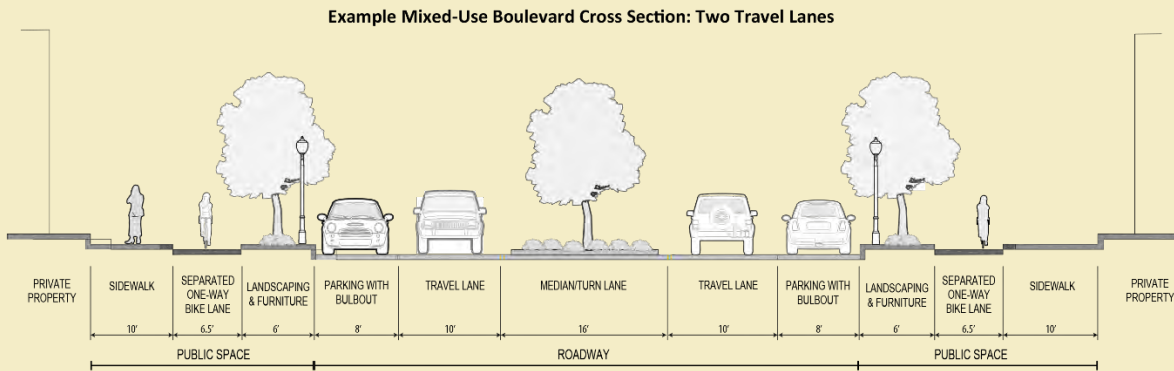 Example Mixed-Use Boulevard Cross Section: Two Travel Lanes
PRIVATE
PROPERTY
SIDEWALK
10'
SEPARATED
ONE-WAY
BIKE LANE
6.5'
LANDSCAPING
& FURNITURE
6'
PARKING WITH
BULBOUT
8'
TRAVEL LANE
10'
MEDIAN/TURN LANE
16'
TRAVEL LANE
10'
PARKING WITH
BULBOUT
8'
LANDSCAPING
& FURNITURE
6'
SEPARATED
ONE-WAY
BIKE LANE
6.5'
SIDEWALK
10'
PRIVATE
PROPERTY
PUBLIC SPACE
ROADWAY
PUBLIC SPACE